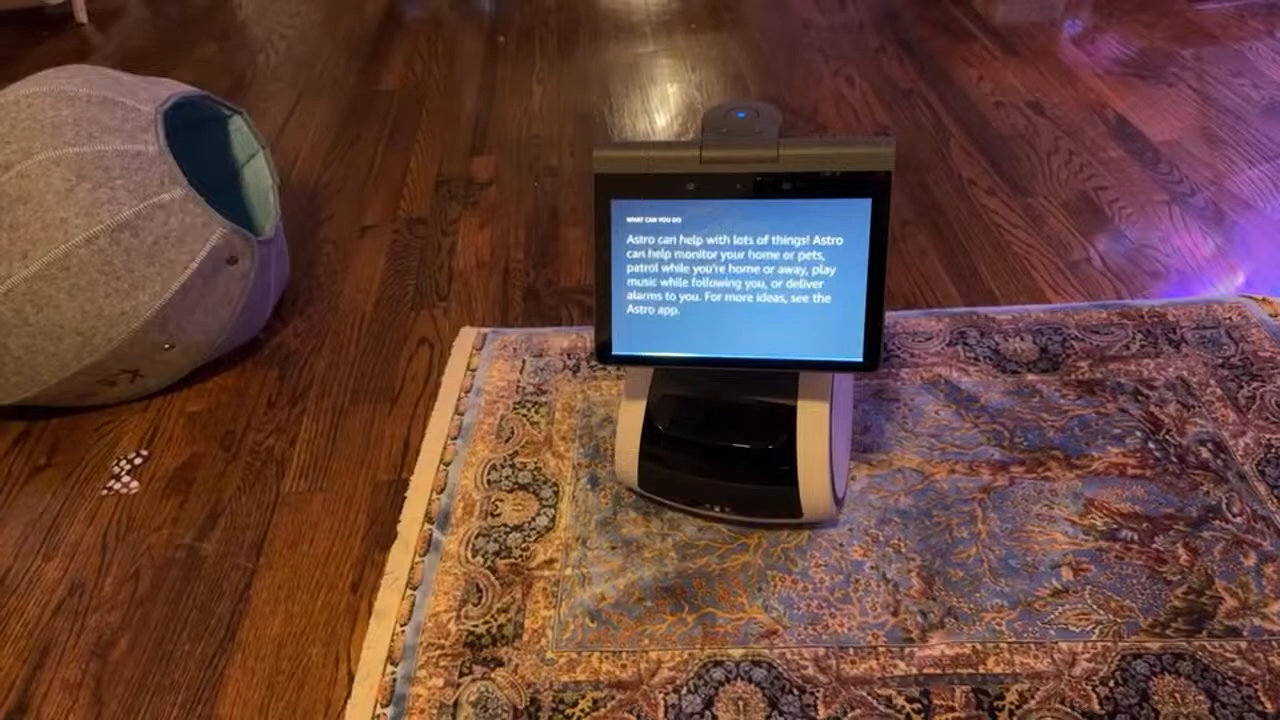 WHAT CAN YOU DO
Astro can help with lots of things! Astro
can help monitor your home or pets,
patrol while you're home or away, play
music while following you, or deliver
alarms to you. For more ideas, see the
Astro app.